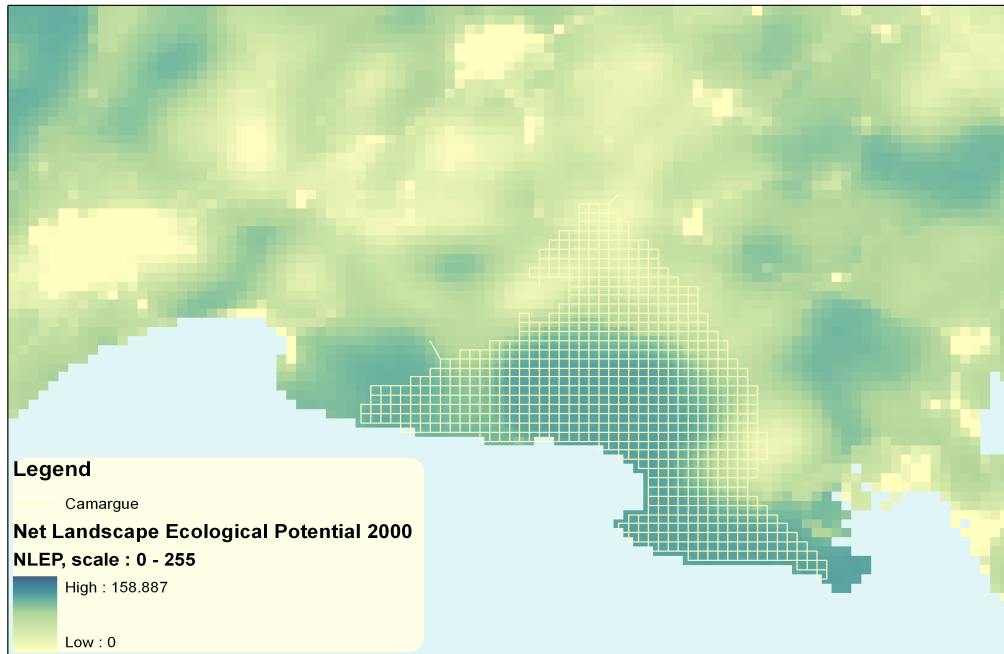 Legend
Camargue
Net Landscape Ecological Potential 2000
NLEP, scale : 0 - 255
High : 158.887
Low : 0